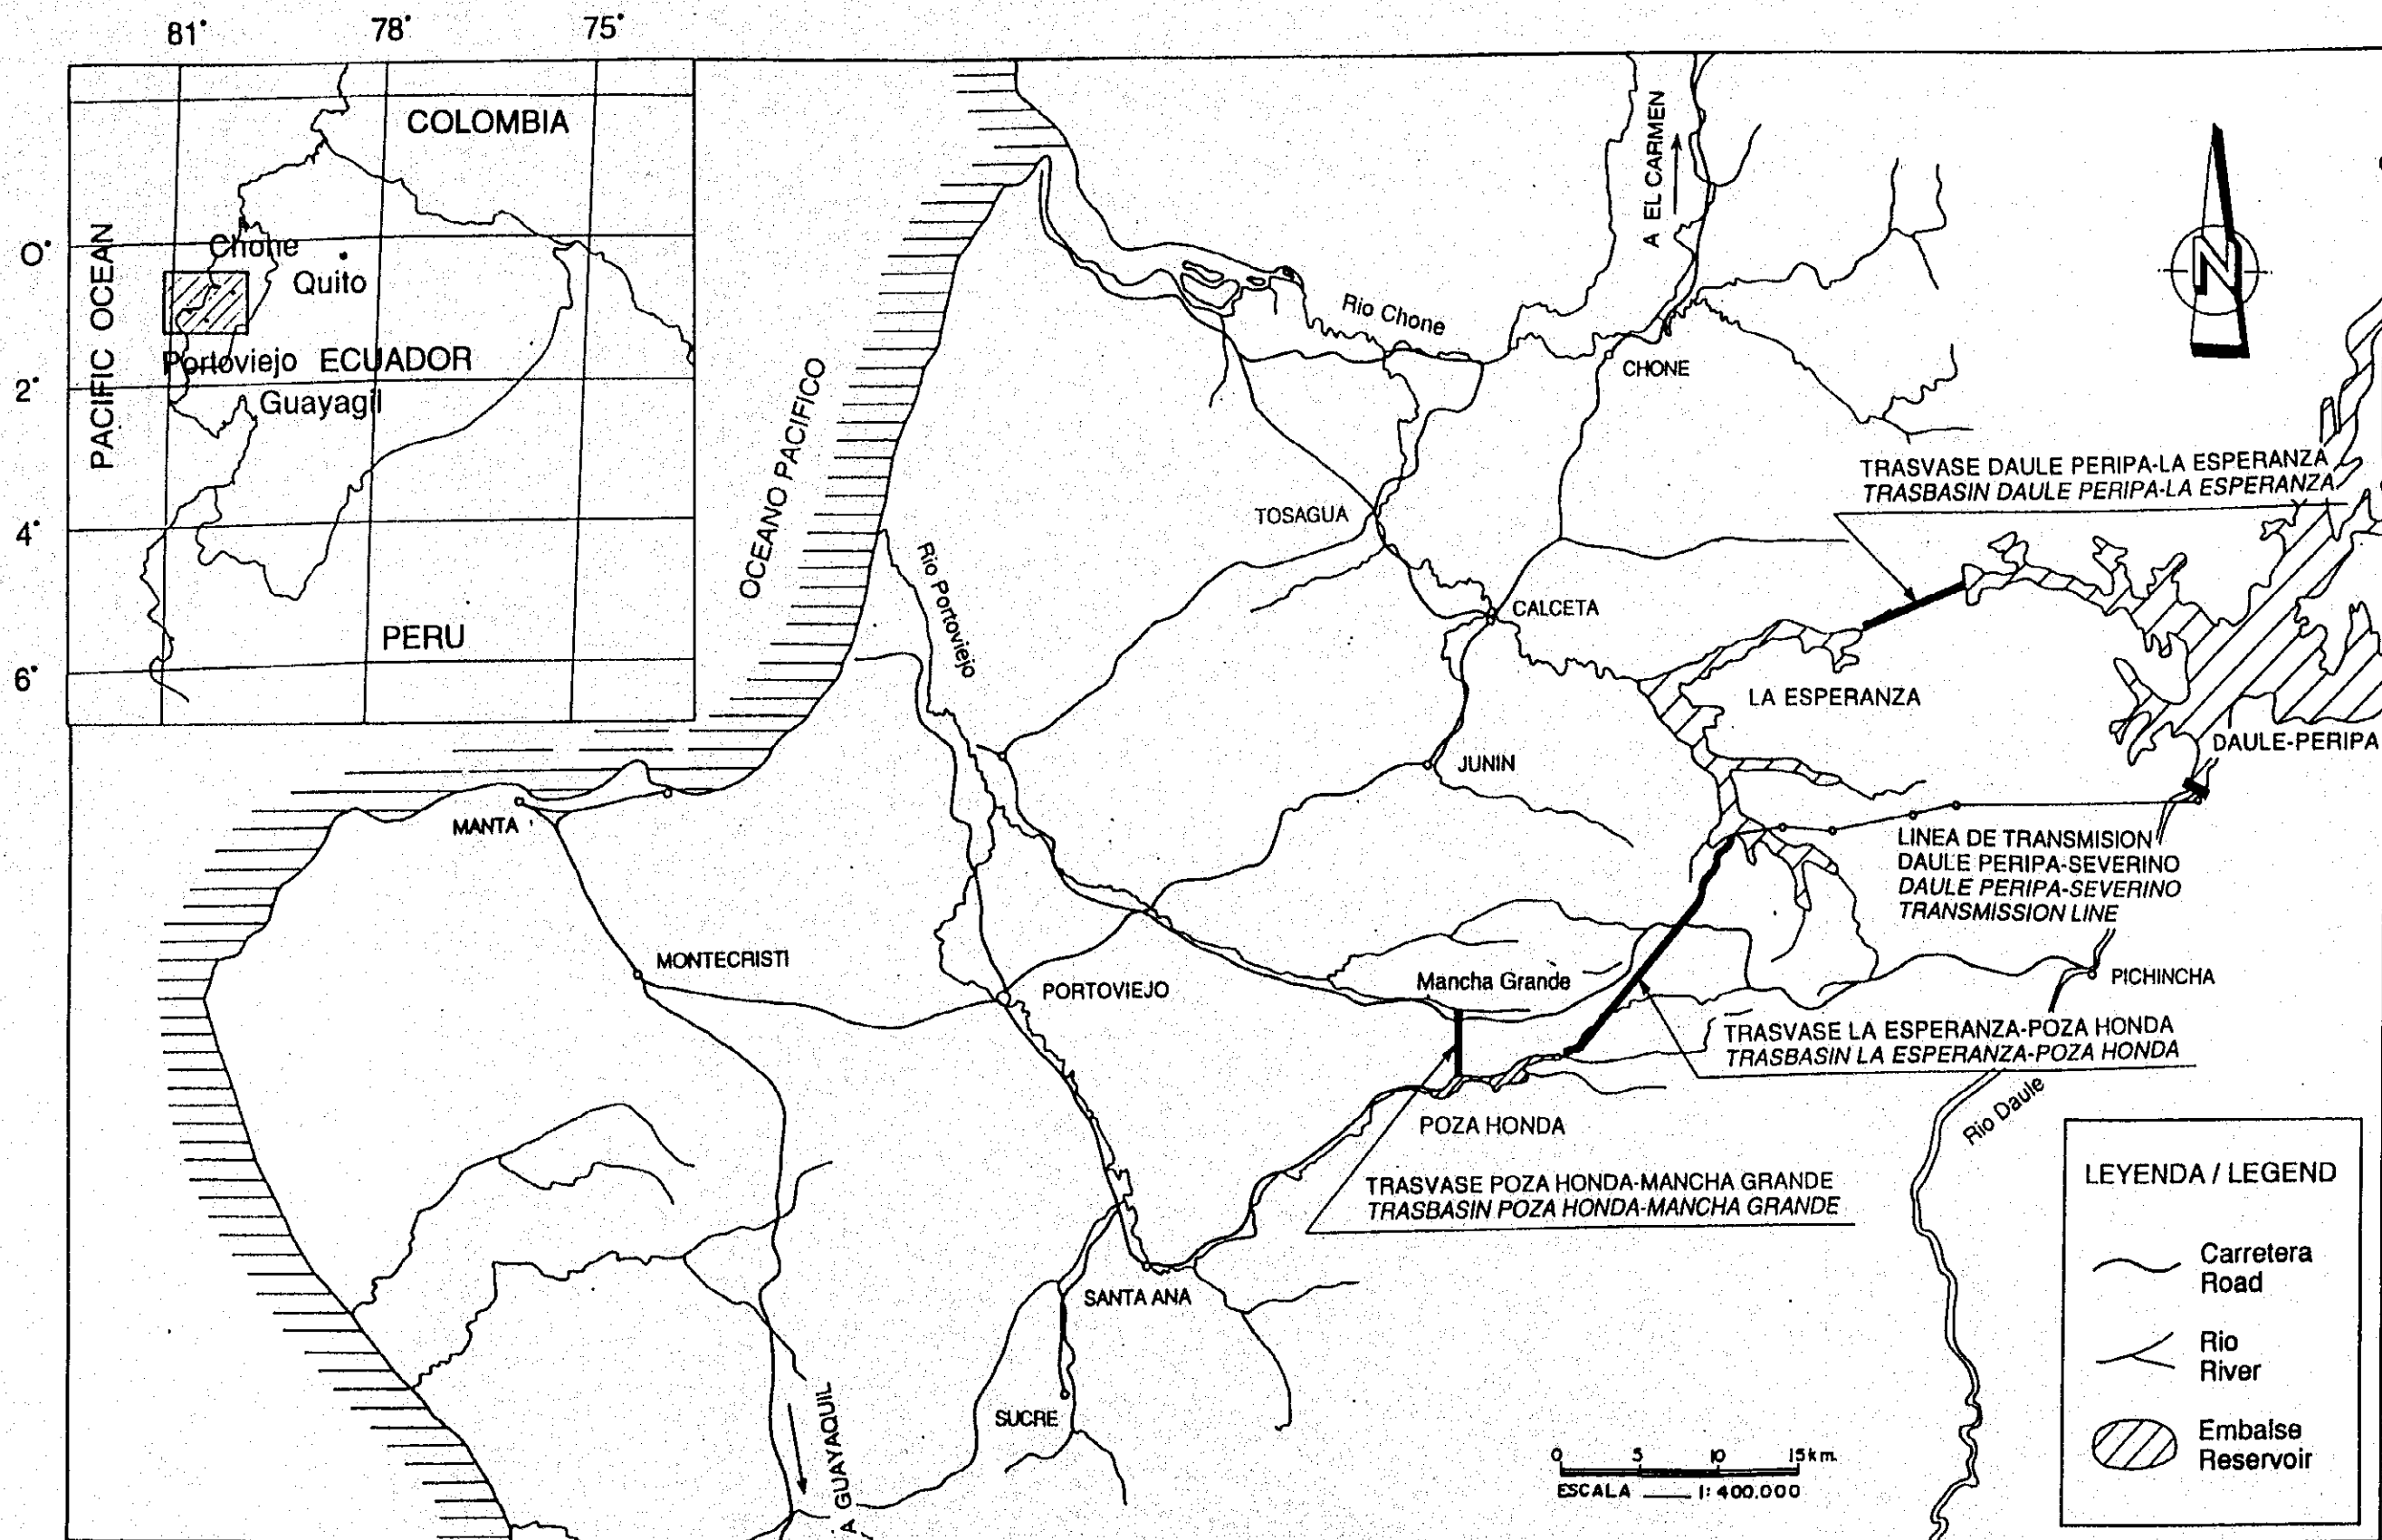 81°
78°
75°
COLOMBIA
PACIFIC OCEAN
0°
Chone
Quito
Portoviejo
ECUADOR
2°
Guayagil
4°
PERU
6°
OCEANO PACIFICO
A EL CARMEN
N
Rio Chone
CHONE
TRASVASE DAULE PERIPA-LA ESPERANZA
TRASBASIN DAULE PERIPA-LA ESPERANZA
TOSAGUA
Rio Portoviejo
CALCETA
LA ESPERANZA
DAULE-PERIPA
JUNIN
MANTA
LINEA DE TRANSMISION
DAULE PERIPA-SEVERINO
DAULE PERIPA-SEVERINO
TRANSMISSION LINE
MONTECRISTI
PORTOVIEJO
Mancha Grande
PICHINCHA
TRASVASE LA ESPERANZA-POZA HONDA
TRASBASIN LA ESPERANZA-POZA HONDA
POZA HONDA
Rio Daule
TRASVASE POZA HONDA-MANCHA GRANDE
TRASBASIN POZA HONDA-MANCHA GRANDE
SANTA ANA
SUCRE
A GUAYAQUIL
0 5 10 15 km.
ESCALA 1:400.000
LEYENDA / LEGEND
Carretera
Road
Rio
River
Embalse
Reservoir